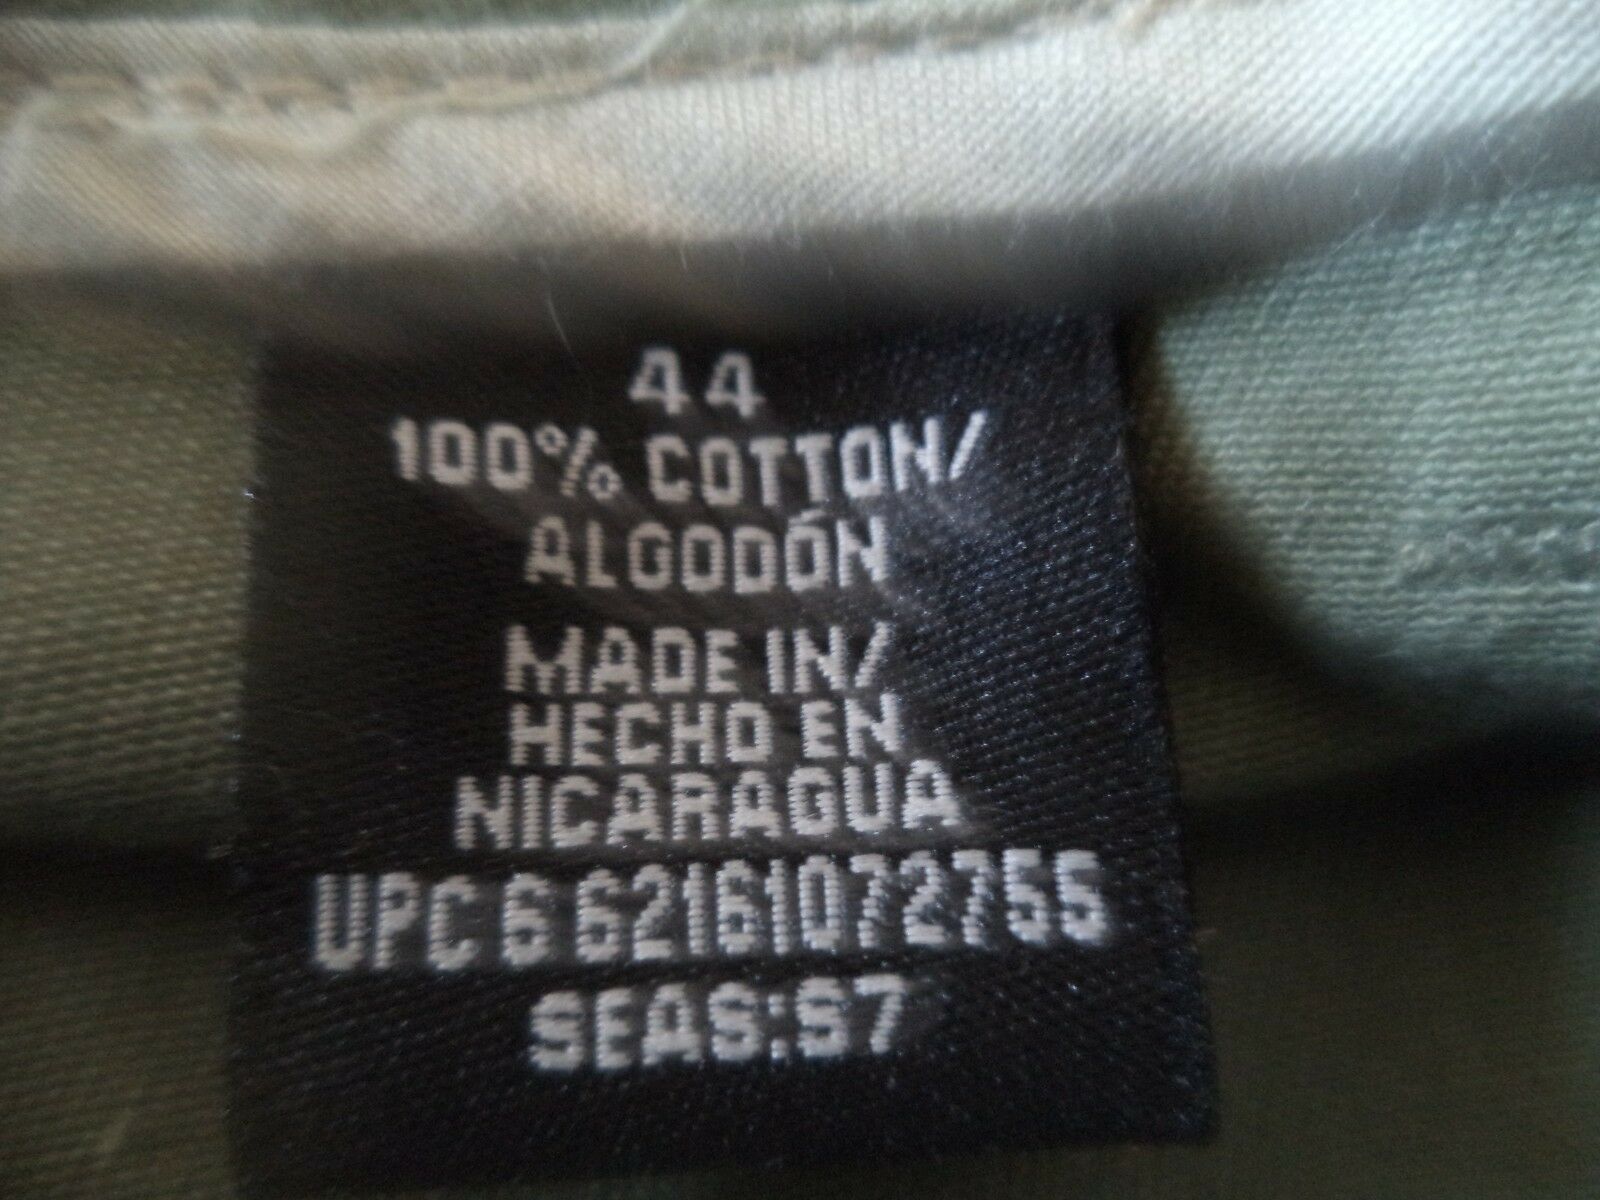 44
100% COTTON/
ALGODÓN
MADE IN/
HECHO EN
NICARAGUA
UPC 6 62161072755
SEAS:S7